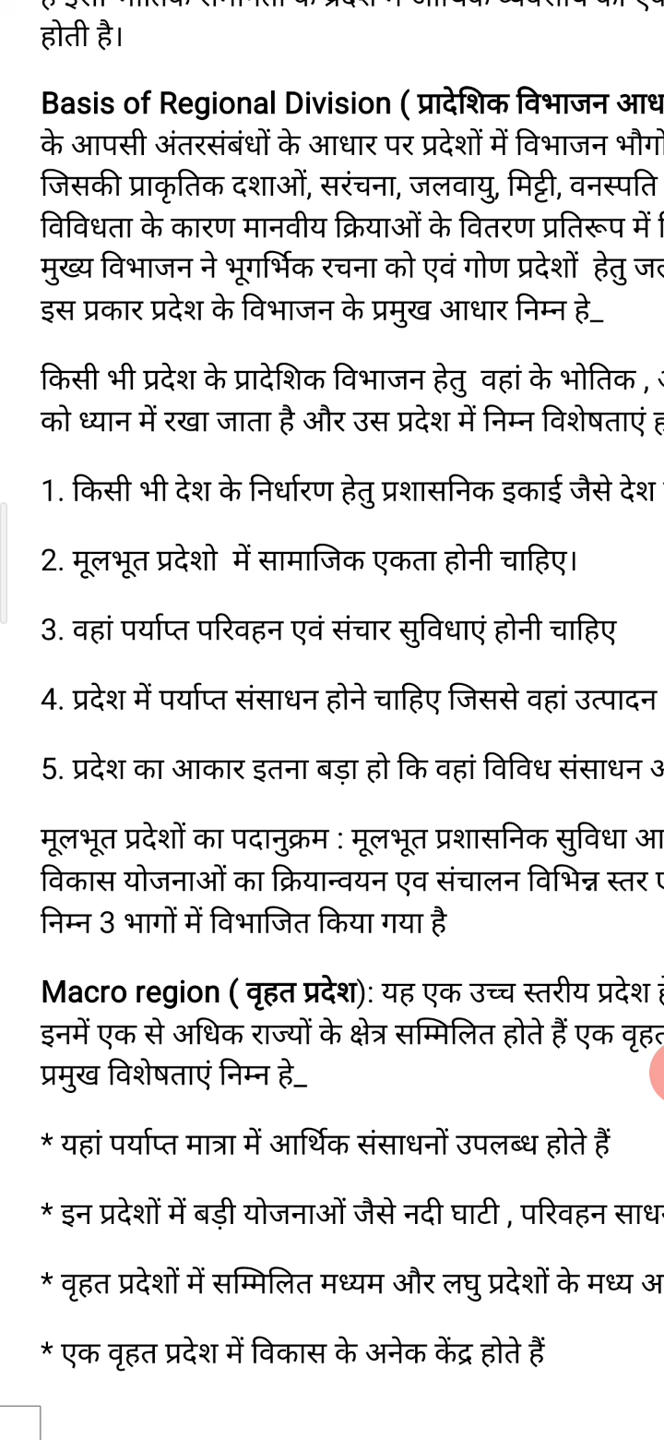 होती है।
Basis of Regional Division ( प्रादेशिक विभाजन
के आपसी अंतरसंबंधों के आधार पर प्रदेशों में विभाजन
जिसकी प्राकृतिक दशाओं, सरंचना, जलवायु, मिट्टी, वनस्पति
विविधता के कारण मानवीय क्रियाओं के वितरण प्रतिरूप में
मुख्य विभाजन ने भूगर्भिक रचना को एवं गोण प्रदेशों हेतु
इस प्रकार प्रदेश के विभाजन के प्रमुख आधार निम्न हे_
किसी भी प्रदेश के प्रादेशिक विभाजन हेतु वहां के भोतिक ,
को ध्यान में रखा जाता है और उस प्रदेश में निम्न विशेषताएं
1. किसी भी देश के निर्धारण हेतु प्रशासनिक इकाई जैसे देश
2. मूलभूत प्रदेशो में सामाजिक एकता होनी चाहिए।
3. वहां पर्याप्त परिवहन एवं संचार सुविधाएं होनी चाहिए
4. प्रदेश में पर्याप्त संसाधन होने चाहिए जिससे वहां उत्पादन
5. प्रदेश का आकार इतना बड़ा हो कि वहां विविध संसाधन
मूलभूत प्रदेशों का पदानुक्रम : मूलभूत प्रशासनिक सुविधा
विकास योजनाओं का क्रियान्वयन एव संचालन विभिन्न स्तर
निम्न 3 भागों में विभाजित किया गया है
Macro region ( वृहत प्रदेश): यह एक उच्च स्तरीय प्रदेश
इनमें एक से अधिक राज्यों के क्षेत्र सम्मिलित होते हैं एक
प्रमुख विशेषताएं निम्न हे_
* यहां पर्याप्त मात्रा में आर्थिक संसाधनों उपलब्ध होते हैं
* इन प्रदेशों में बड़ी योजनाओं जैसे नदी घाटी , परिवहन
* वृहत प्रदेशों में सम्मिलित मध्यम और लघु प्रदेशों के मध्य
* एक वृहत प्रदेश में विकास के अनेक केंद्र होते हैं